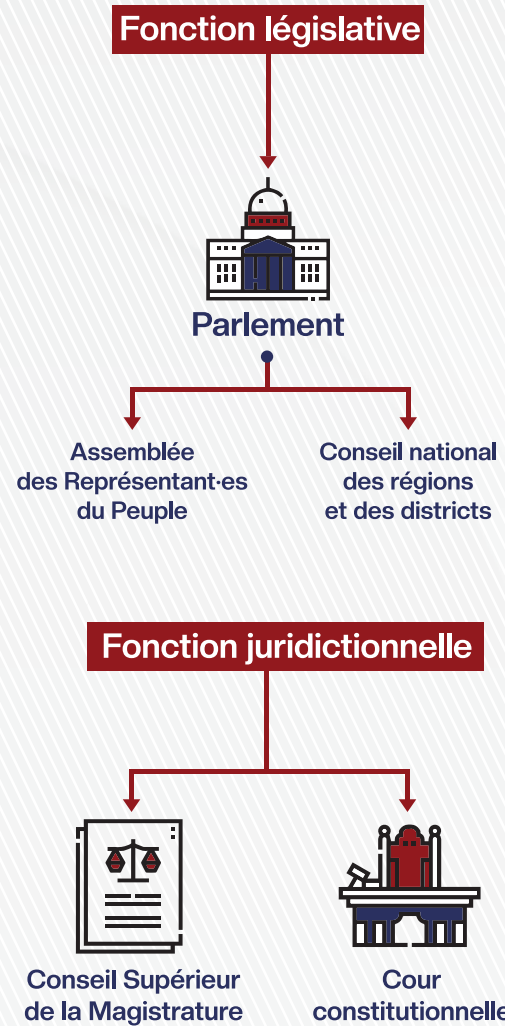 Fonction législative
Parlement
Assemblée
des Représentant·es
du Peuple
Conseil national
des régions
et des districts
Fonction juridictionnelle
Conseil Supérieur
de la Magistrature
Cour
constitutionnelle